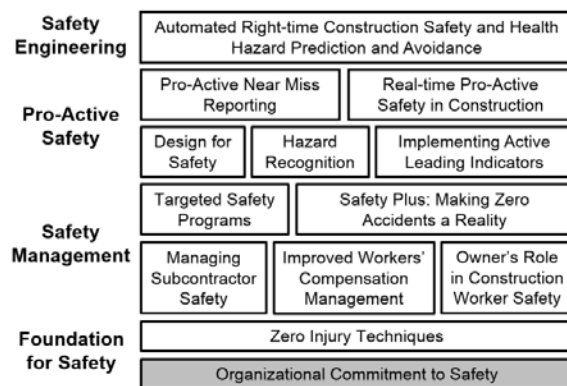 Safety
Engineering
Automated Right-time Construction Safety and Health
Hazard Prediction and Avoidance
Pro-Active
Safety
Pro-Active Near Miss
Reporting
Real-time Pro-Active
Safety in Construction
Design for
Safety
Hazard
Recognition
Implementing Active
Leading Indicators
Safety
Management
Targeted Safety
Programs
Safety Plus: Making Zero
Accidents a Reality
Managing
Subcontractor
Safety
Improved Workers'
Compensation
Management
Owner's Role
in Construction
Worker Safety
Foundation
for Safety
Zero Injury Techniques
Organizational Commitment to Safety